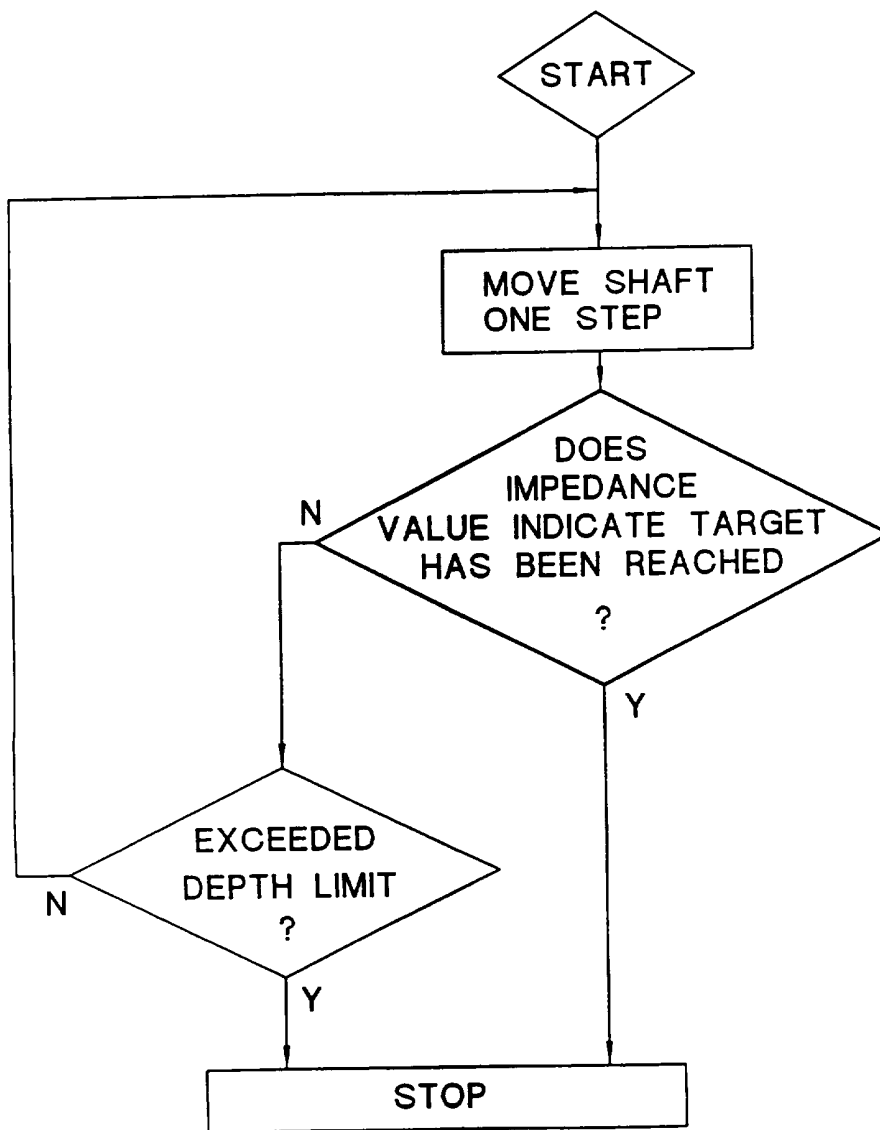 START
MOVE SHAFT
ONE STEP
DOES
IMPEDANCE
VALUE INDICATE TARGET
HAS BEEN REACHED
?
N
Y
EXCEEDED
DEPTH LIMIT
?
N
Y
STOP